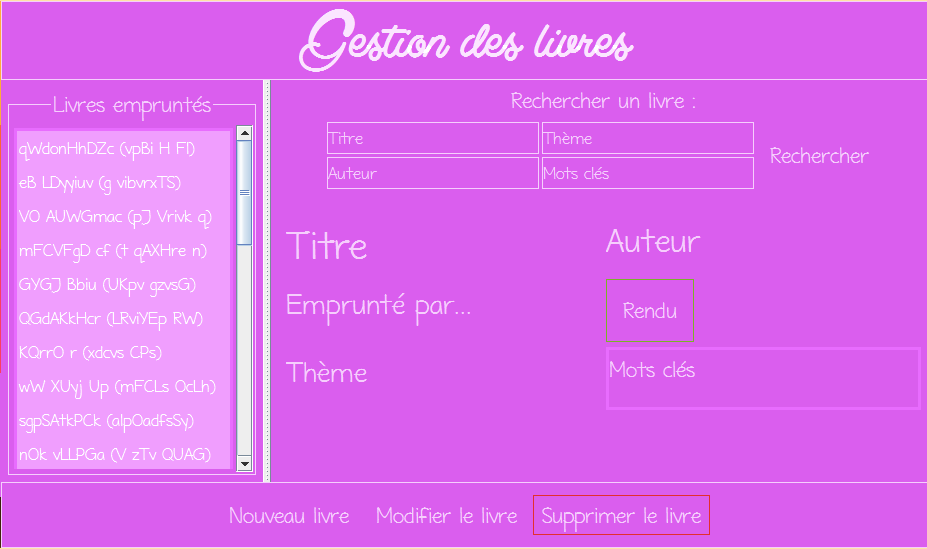 Gestion des livres
Livres empruntés
qWdonHhDZc (vpBi H FI)
eB LDyyiuv (g vibvrxTS)
VO AUWGmac (pJ Vrivk q)
mFCVFgD cf (t qAXHre n)
GYGJ Bbiu (UKpv gzvsG)
QGdAKkHcr (LRviYEp RW)
KQrrO r (xdcvs CPs)
wW XUyj Up (mFCLs OcLh)
sgpSAtkPCk (alpOadfsSy)
nOk vLLPGa (V zTv QUAG)
Rechercher un livre :
Titre Thème
Auteur Mots clés
Rechercher
Titre Auteur
Emprunté par... Rendu
Thème Mots clés
Nouveau livre Modifier le livre Supprimer le livre